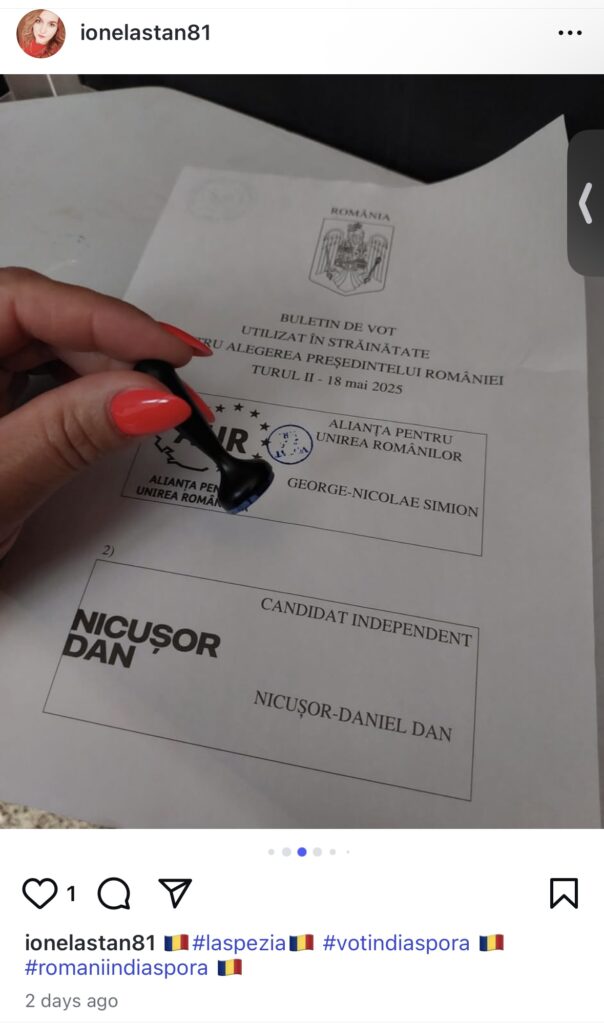 ionelastan81
ROMÂNIA
BULETIN DE VOT
UTILIZAT ÎN STRĂINĂTATE
ALEGEREA PREȘEDINTELUI ROMÂNIEI
TURUL II - 18 mai 2025
ALIANȚA PENTRU
UNIREA ROMÂNILOR
GEORGE-NICOLAE SIMION
ALIANȚA
UNIREA
2)
CANDIDAT INDEPENDENT
NICUȘOR
DAN
NICUȘOR-DANIEL DAN
1
ionelastan81 🇷🇴#laspezia🇷🇴 #votindiaspora 🇷🇴
#romaniindiaspora 🇷🇴
2 days ago